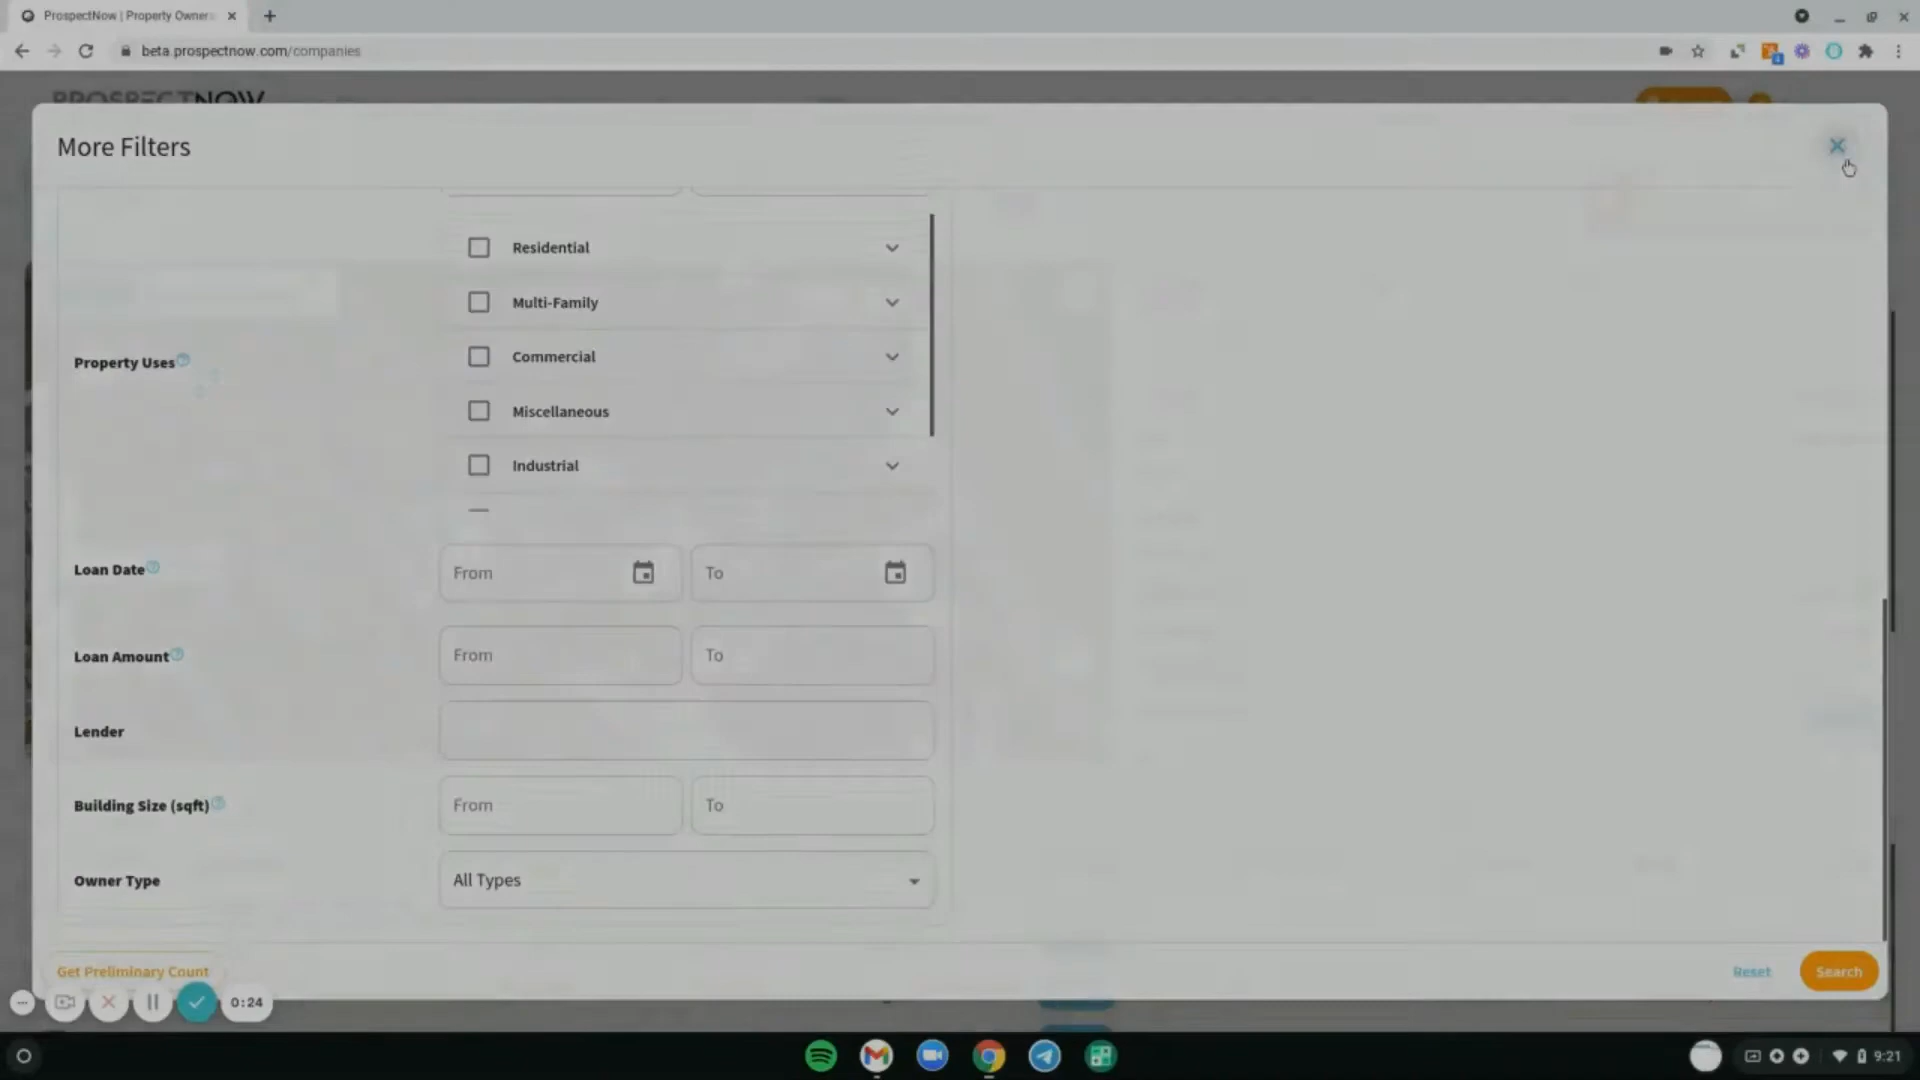 ProspectNow | Property Owner
beta.prospectnow.com/companies
PROSPECTNOW
More Filters
Residential
Multi-Family
Property Uses
Commercial
Miscellaneous
Industrial
Loan Date
From
To
Loan Amount
From
To
Lender
Building Size (sqft)
From
To
Owner Type
All Types
Get Preliminary Count
Reset
Search
0:24
9:21